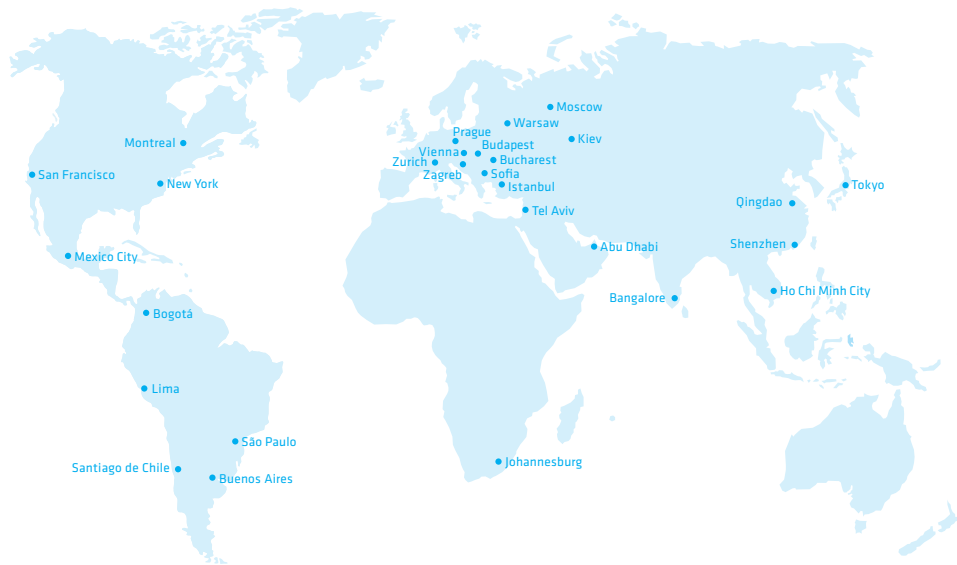 Moscow
Warsaw
Prague
Kiev
Montreal
Budapest
Vienna
Bucharest
Zurich
Zagreb
Sofia
San Francisco
New York
Istanbul
Tokyo
Qingdao
Tel Aviv
Shenzhen
Abu Dhabi
Mexico City
Ho Chi Minh City
Bangalore
Bogotá
Lima
São Paulo
Johannesburg
Santiago de Chile
Buenos Aires